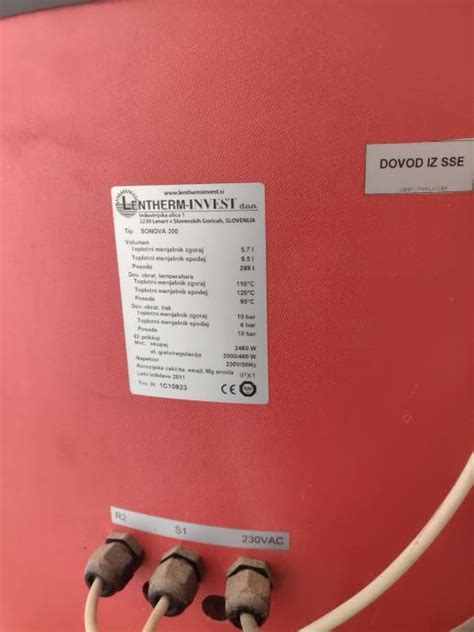 www.lenthermsinvest.si
LENTHERM-INVEST d.o.o.
Industrijska ulica 1
2230 Lenart v Slovenskih Goricah, SLOVENIJA
Tip SONOVA 300
Volumen
Toplotni menjalnik zgoraj 5.7 l
Toplotni menjalnik spodaj 9.5 l
Posoda 289 l
Dov. obrat. temperatura
Toplotni menjalnik zgoraj 110°C
Toplotni menjalnik spodaj 120°C
Posoda 95°C
Dov. obrat. tlak
Toplotni menjalnik zgoraj 10 bar
Toplotni menjalnik spodaj 6 bar
Posoda 10 bar
El. priklop
Moč: skupaj 2460 W
el. grelo/regulacija 2000/460 W
Napetost 230V/50Hz
Korozijska zaščita: emajl, Mg anoda IPX1
Leto izdelave 2011
Tov. št. 1C10923
CE
DOVOD IZ SSE
R2 S1 230VAC